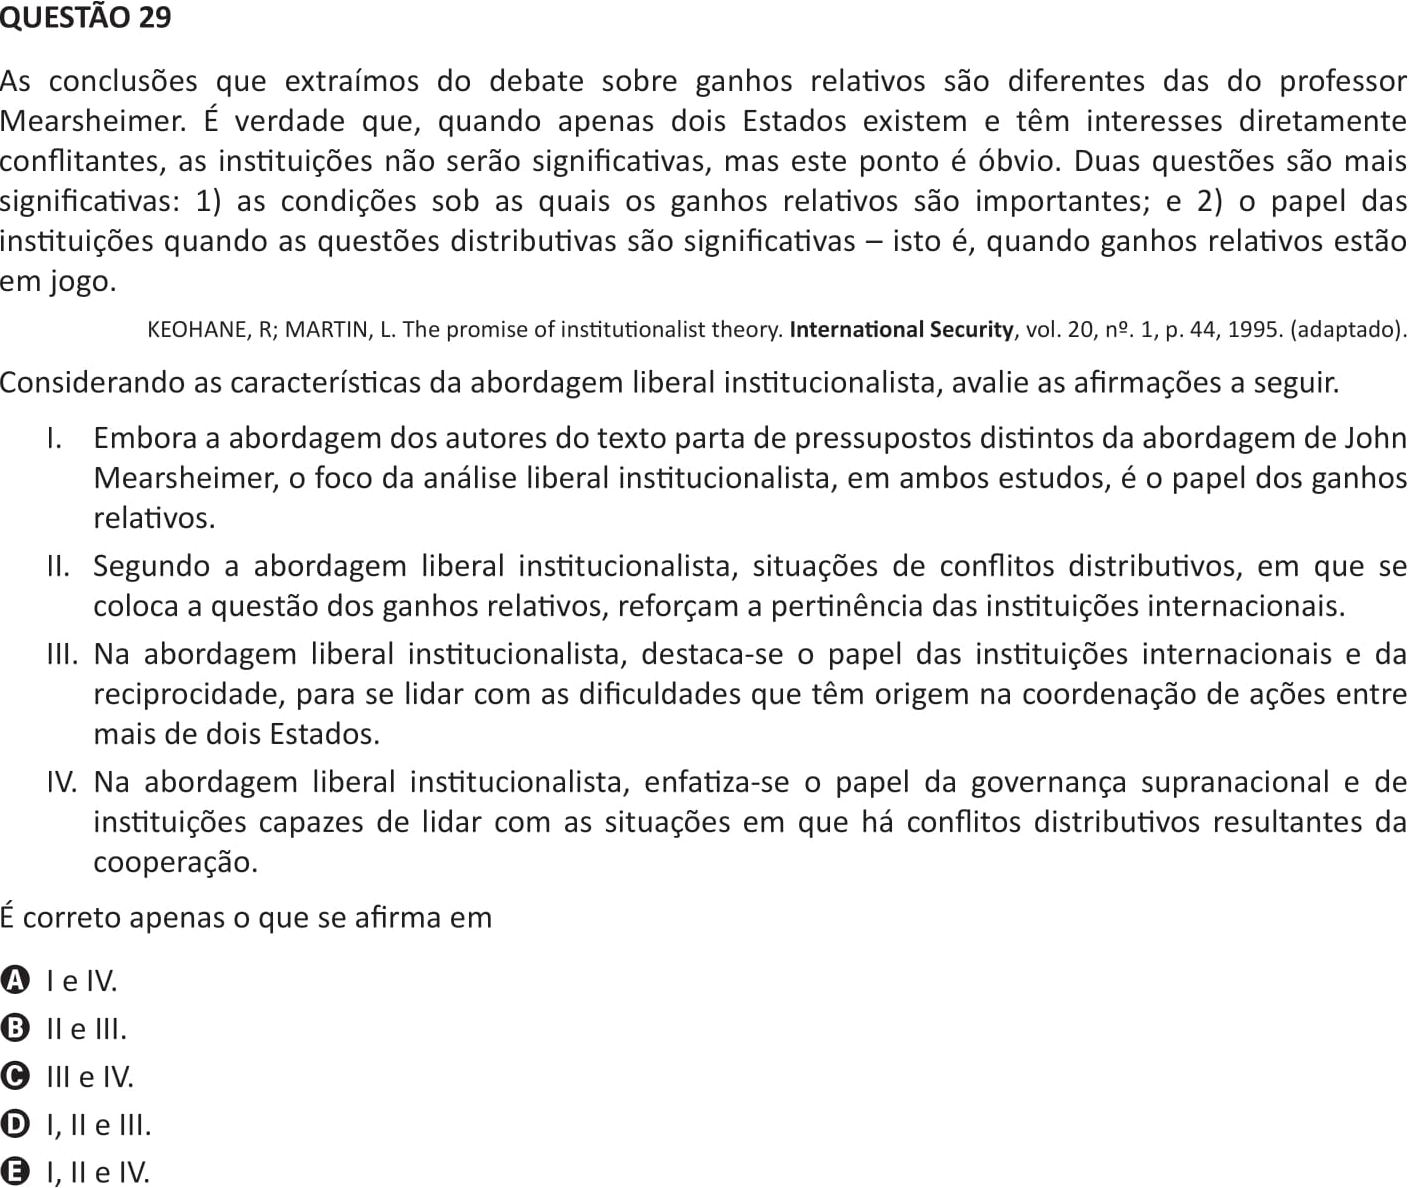 QUESTÃO 29
As conclusões que extraímos do debate sobre ganhos relativos são diferentes das do professor
Mearsheimer. É verdade que, quando apenas dois Estados existem e têm interesses diretamente
conflitantes, as instituições não serão significativas, mas este ponto é óbvio. Duas questões são mais
significativas: 1) as condições sob as quais os ganhos relativos são importantes; e 2) o papel das
instituições quando as questões distributivas são significativas – isto é, quando ganhos relativos estão
em jogo.
KEOHANE, R; MARTIN, L. The promise of institutionalist theory. International Security, vol. 20, nº. 1, p. 44, 1995. (adaptado).
Considerando as características da abordagem liberal institucionalista, avalie as afirmações a seguir.
I. Embora a abordagem dos autores do texto parta de pressupostos distintos da abordagem de John
Mearsheimer, o foco da análise liberal institucionalista, em ambos estudos, é o papel dos ganhos
relativos.
II. Segundo a abordagem liberal institucionalista, situações de conflitos distributivos, em que se
coloca a questão dos ganhos relativos, reforçam a pertinência das instituições internacionais.
III. Na abordagem liberal institucionalista, destaca-se o papel das instituições internacionais e da
reciprocidade, para se lidar com as dificuldades que têm origem na coordenação de ações entre
mais de dois Estados.
IV. Na abordagem liberal institucionalista, enfatiza-se o papel da governança supranacional e de
instituições capazes de lidar com as situações em que há conflitos distributivos resultantes da
cooperação.
É correto apenas o que se afirma em
A I e IV.
B II e III.
C III e IV.
D I, II e III.
E I, II e IV.